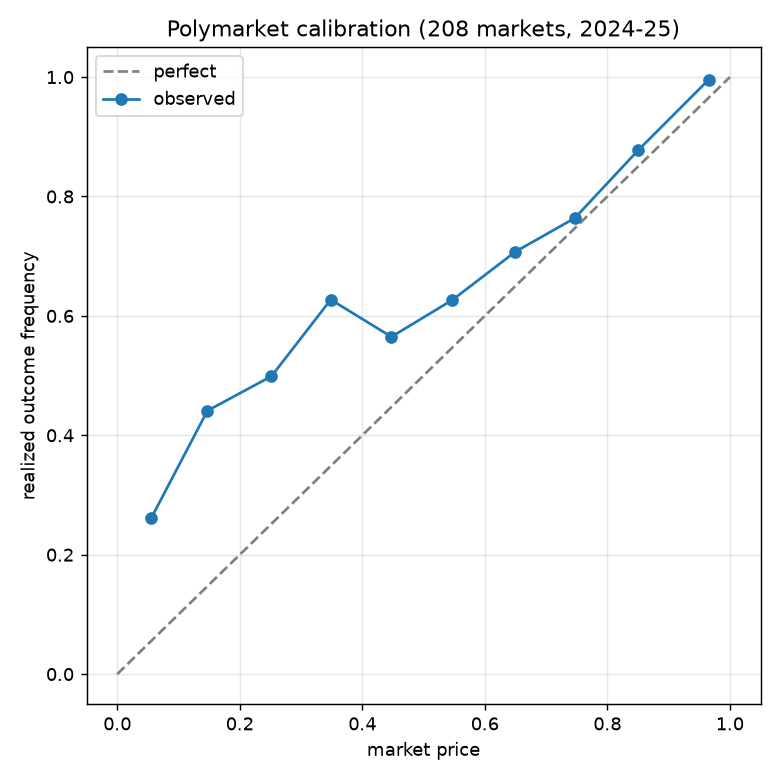 Polymarket calibration (208 markets, 2024-25)
perfect
observed
realized outcome frequency
1.0
0.8
0.6
0.4
0.2
0.0
0.0 0.2 0.4 0.6 0.8 1.0
market price